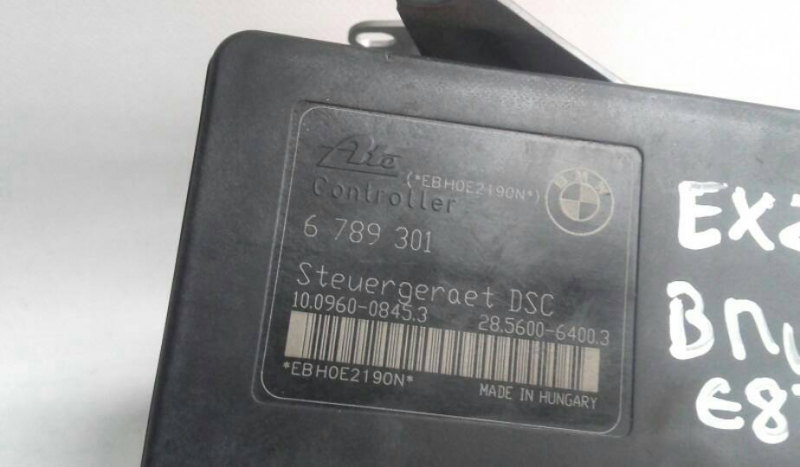 Ate
(*EBH0E2190N*)
BMW
Controller
6 789 301
Steuergeraet DSC
10.0960-0845.3 28.5600-6400.3
*EBH0E2190N*
MADE IN HUNGARY